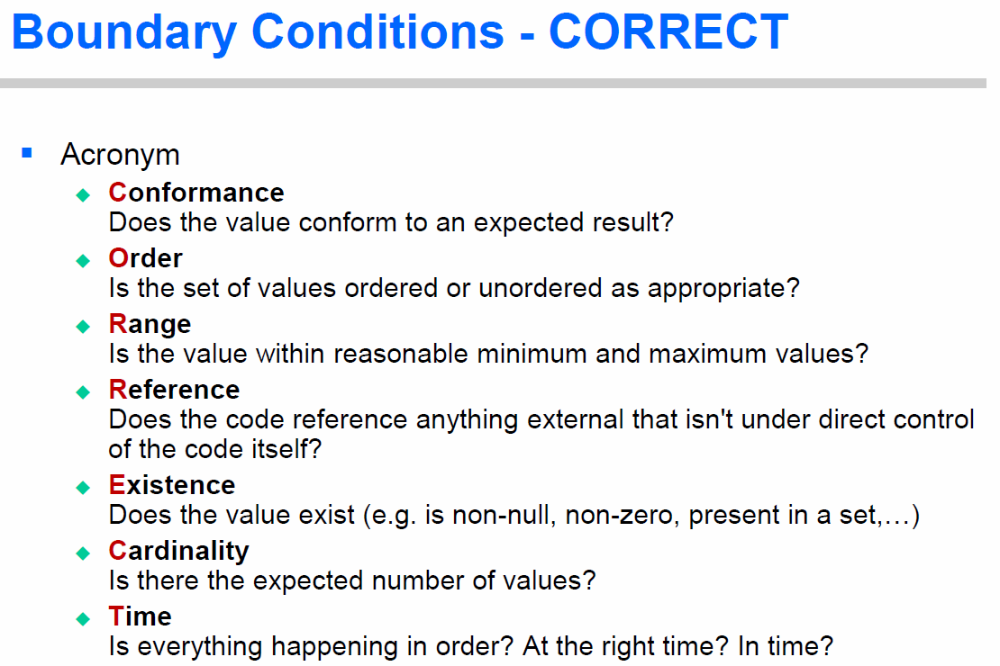 Boundary Conditions - CORRECT
Acronym
Conformance
Does the value conform to an expected result?
Order
Is the set of values ordered or unordered as appropriate?
Range
Is the value within reasonable minimum and maximum values?
Reference
Does the code reference anything external that isn't under direct control
of the code itself?
Existence
Does the value exist (e.g. is non-null, non-zero, present in a set,...)
Cardinality
Is there the expected number of values?
Time
Is everything happening in order? At the right time? In time?